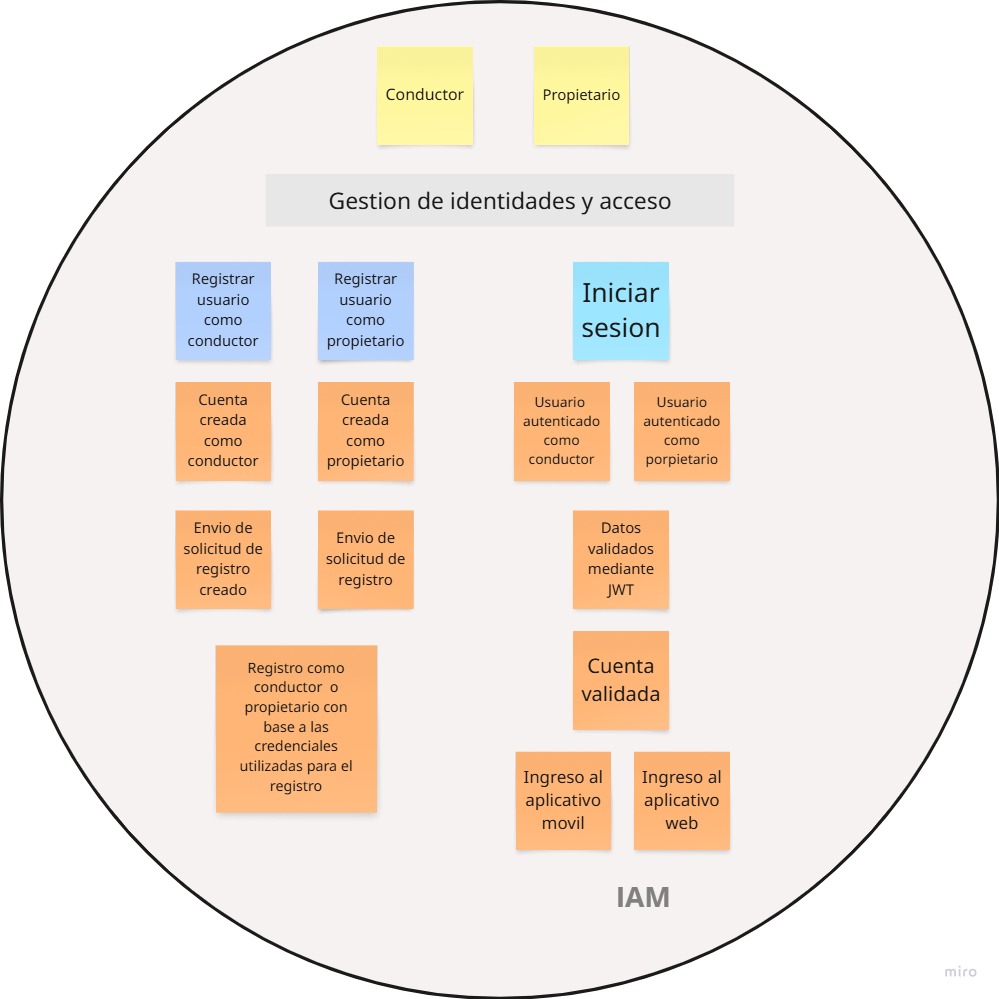 Conductor
Propietario
Gestion de identidades y acceso
Registrar
usuario
como
conductor
Registrar
usuario
como
propietario
Iniciar
sesion
Cuenta
creada
como
conductor
Cuenta
creada
como
propietario
Usuario
autenticado
como
conductor
Usuario
autenticado
como
porpietario
Envio de
solicitud de
registro
creado
Envio de
solicitud de
registro
Datos
validados
mediante
JWT
Registro como
conductor o
propietario con
base a las
credenciales
utilizadas para el
registro
Cuenta
validada
Ingreso al
aplicativo
movil
Ingreso al
aplicativo
web
IAM
miro